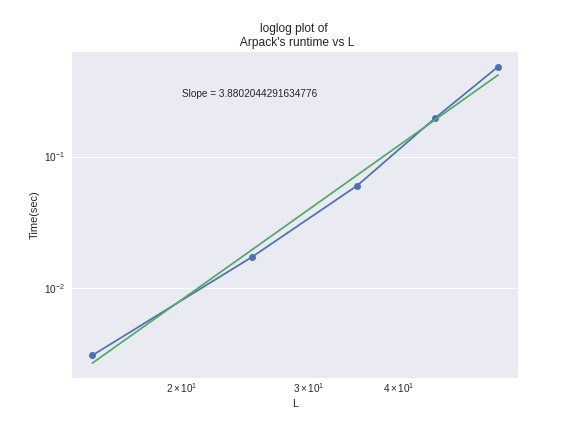 loglog plot of
Arpack's runtime vs L
Slope = 3.8802044291634776
10⁻¹
Time(sec)
10⁻²
2 × 10¹
3 × 10¹
4 × 10¹
L